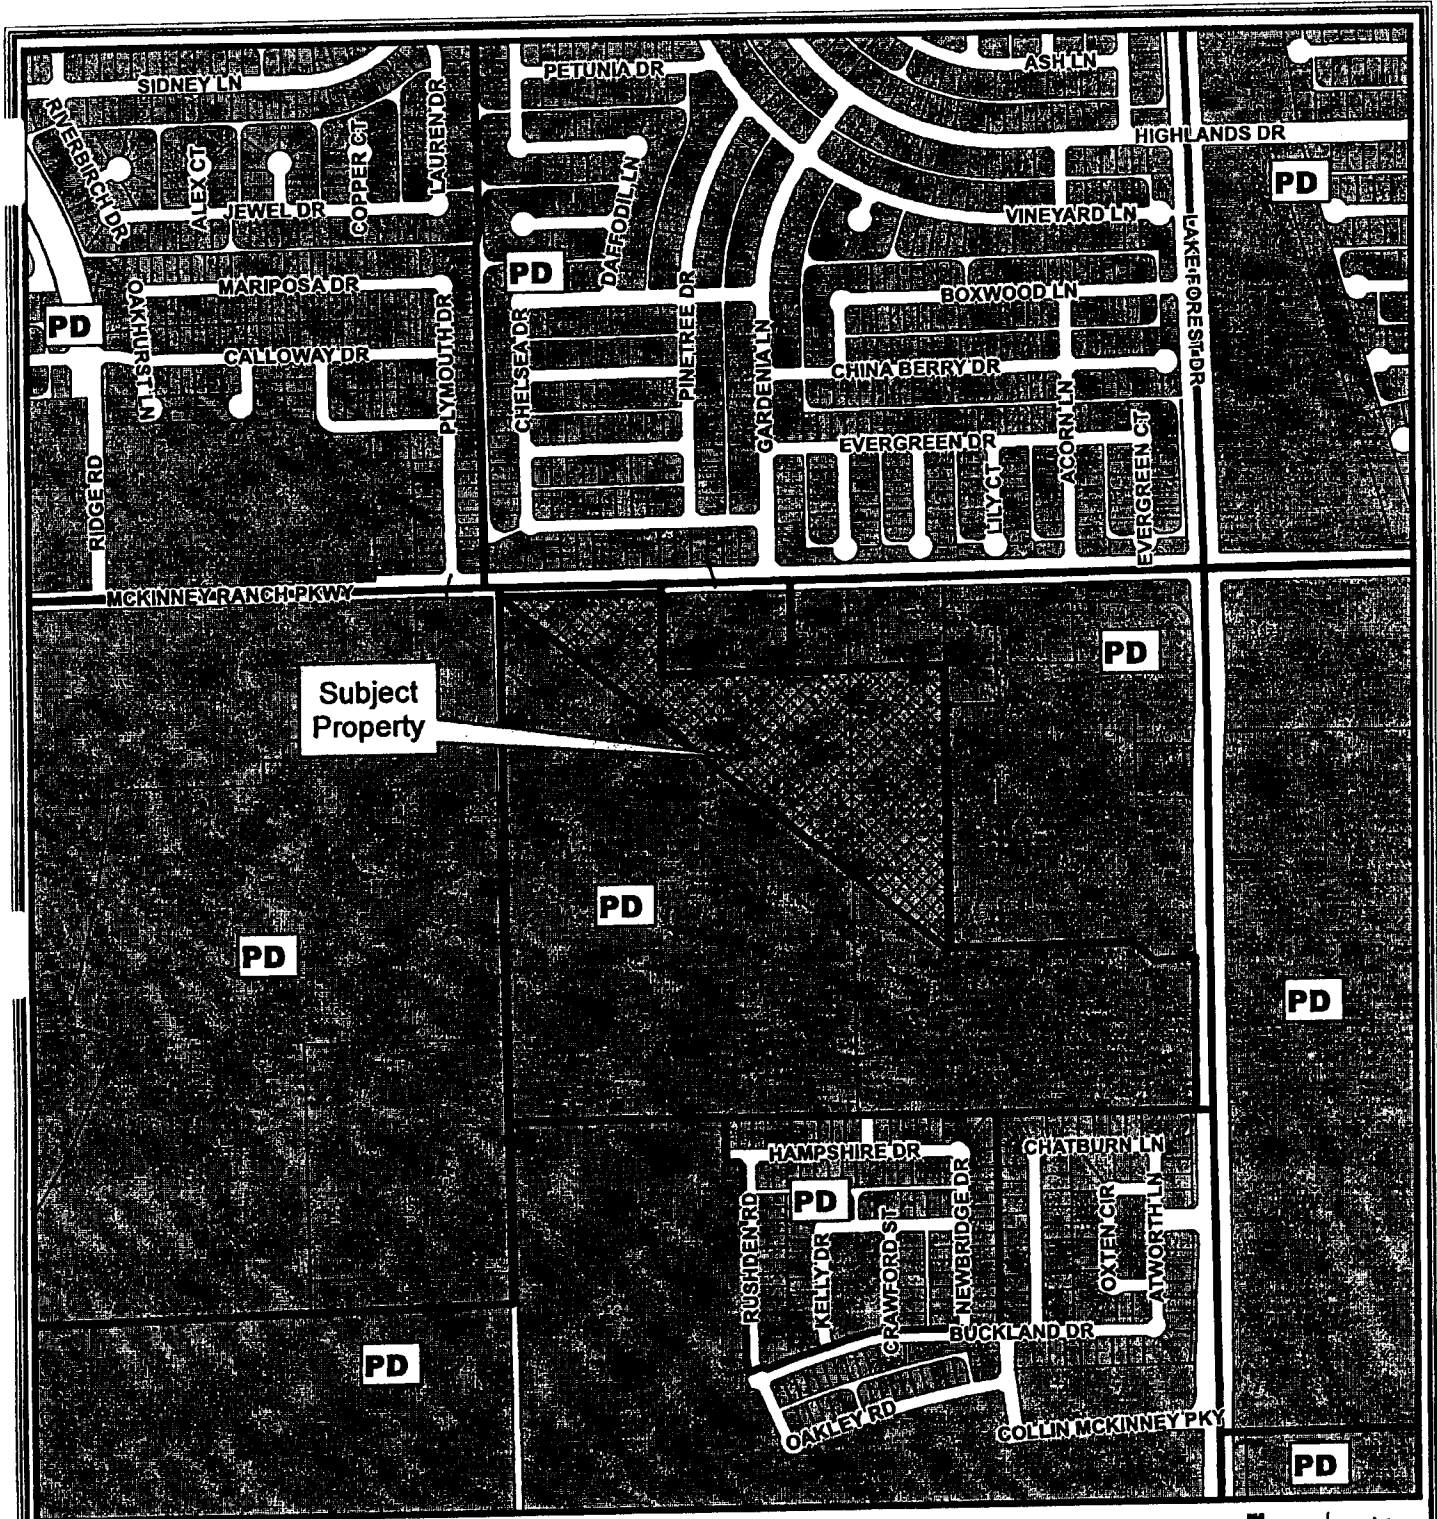 SIDNEY LN
PETUNIA DR
ASH LN
HIGHLANDS DR
RIVERBIRCH DR
ALEX CT
COPPER CT
LAUREN DR
JEWEL DR
DAFFODIL LN
VINEYARD LN
PD
LAKE FOREST DR
PD
MARIPOSA DR
OAKHURST LN
PD
CALLOWAY DR
PLYMOUTH DR
CHELSEA DR
PINETREE DR
GARDENIA LN
BOXWOOD LN
CHINA BERRY DR
ACORN LN
EVERGREEN DR
LILY CT
EVERGREEN CT
RIDGE RD
MCKINNEY RANCH PKWY
PD
Subject
Property
PD
PD
PD
HAMPSHIRE DR
CHATBURN LN
PD
RUSHDEN RD
KELLY DR
CRAWFORD ST
NEWBRIDGE DR
OXTEN CIR
ATWORTH LN
BUCKLAND DR
PD
OAKLEY RD
COLLIN MCKINNEY PKY
PD